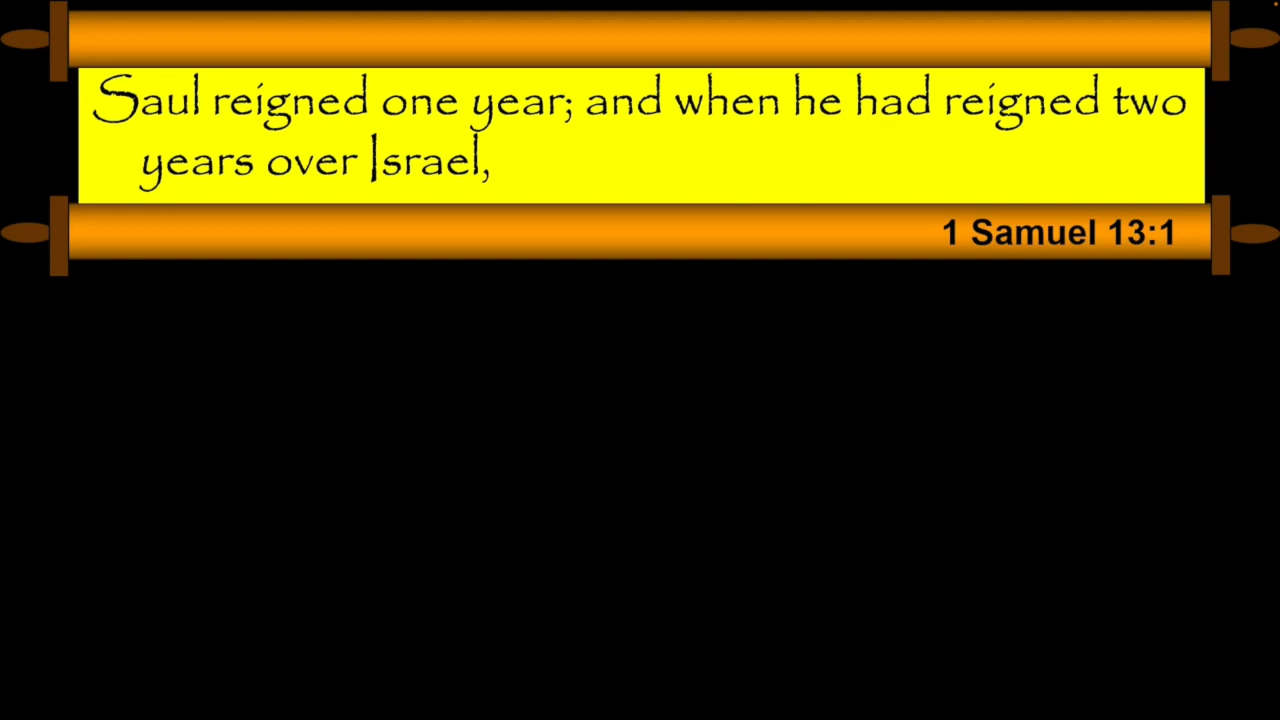 Saul reigned one year; and when he had reigned two
years over Israel,
1 Samuel 13:1